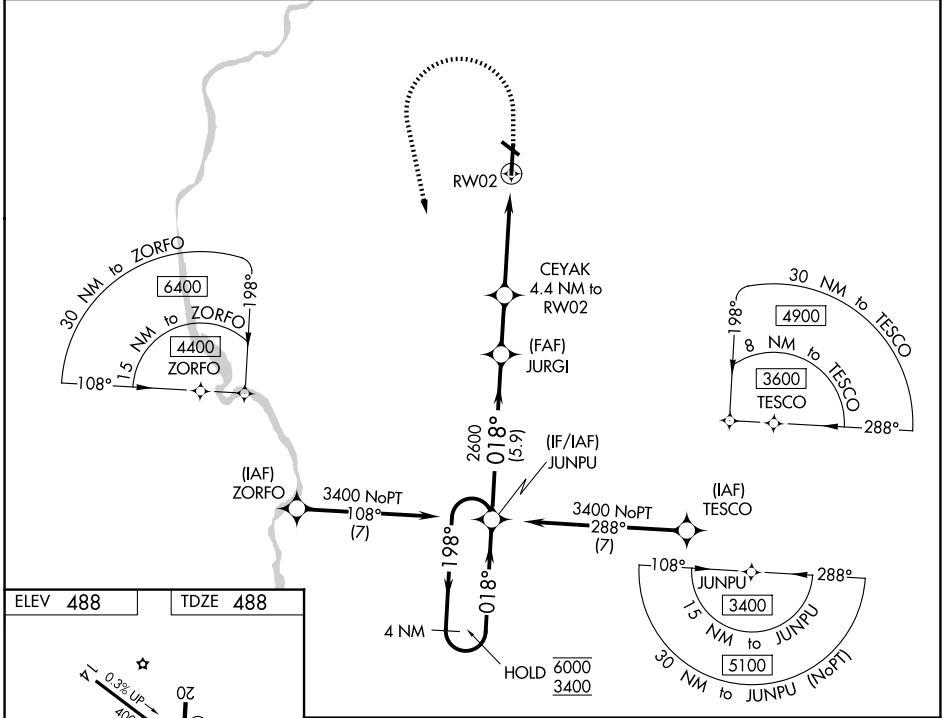 RW02
CEYAK
4.4 NM to
RW02
(FAF)
JURGI
30 NM to ZORFO
6400
198°
15 NM to ZORFO
4400
ZORFO
108°
30 NM to TESCO
4900
198°
8 NM to TESCO
3600
TESCO
288°
2600
018°
(5.9)
(IF/IAF)
JUNPU
(IAF)
ZORFO
3400 NoPT
108°
(7)
3400 NoPT
288°
(7)
(IAF)
TESCO
198°
018°
4 NM
HOLD 6000
3400
108°
JUNPU
288°
3400
15 NM to JUNPU
5100
30 NM to JUNPU (NoPT)
ELEV 488
TDZE 488
14
0.3% UP
20